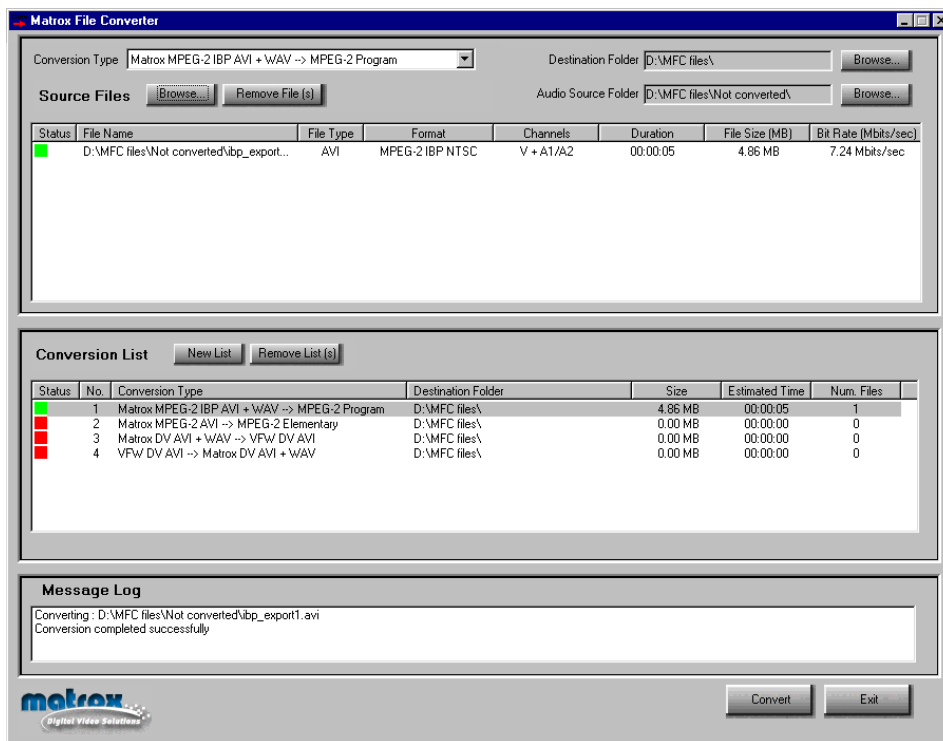 Matrox File Converter
Conversion Type Matrox MPEG-2 IBP AVI + WAV --> MPEG-2 Program Destination Folder D:\MFC files\ Browse...
Source Files Browse... Remove File (s) Audio Source Folder D:\MFC files\Not converted\ Browse...
Status File Name File Type Format Channels Duration File Size (MB) Bit Rate (Mbits/sec)
D:\MFC files\Not converted\ibp_export... AVI MPEG-2 IBP NTSC V + A1/A2 00:00:05 4.86 MB 7.24 Mbits/sec
Conversion List New List Remove List (s)
Status No. Conversion Type Destination Folder Size Estimated Time Num. Files
1 Matrox MPEG-2 IBP AVI + WAV --> MPEG-2 Program D:\MFC files\ 4.86 MB 00:00:05 1
2 Matrox MPEG-2 AVI --> MPEG-2 Elementary D:\MFC files\ 0.00 MB 00:00:00 0
3 Matrox DV AVI + WAV --> VFW DV AVI D:\MFC files\ 0.00 MB 00:00:00 0
4 VFW DV AVI --> Matrox DV AVI + WAV D:\MFC files\ 0.00 MB 00:00:00 0
Message Log
Converting : D:\MFC files\Not converted\ibp_export1.avi
Conversion completed successfully
matrox Convert Exit
Digital Video Solutions